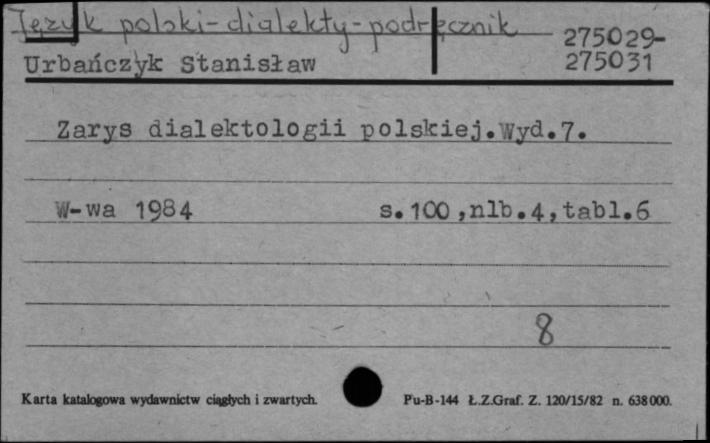 Język polski-dialekty-podręcznik
275029-
Urbańczyk Stanisław 275031
Zarys dialektologii polskiej.Wyd.7.
W-wa 1984 s.100,nlb.4,tabl.6
8
Karta katalogowa wydawnictw ciągłych i zwartych. Pu-B-144 Ł.Z.Graf. Z. 120/15/82 n. 638000.